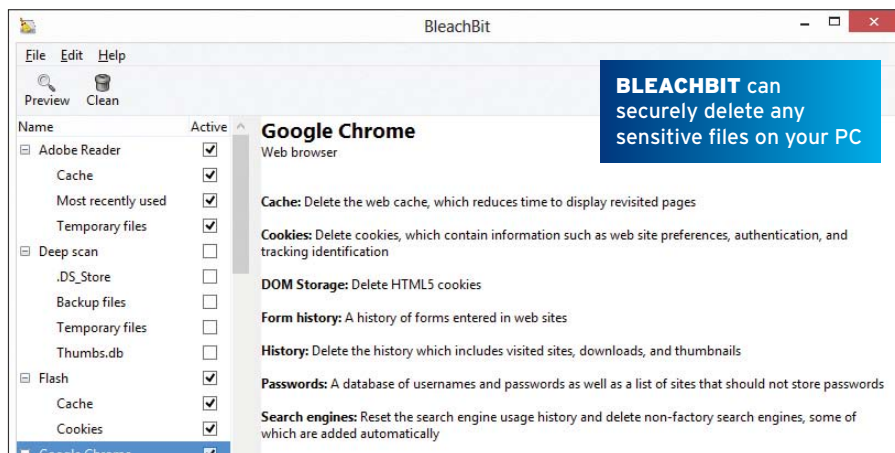 BleachBit
File Edit Help
Preview Clean
BLEACHBIT can
securely delete any
sensitive files on your PC
Name Active
Adobe Reader
Cache
Most recently used
Temporary files
Deep scan
.DS_Store
Backup files
Temporary files
Thumbs.db
Flash
Cache
Cookies
Google Chrome
Google Chrome
Web browser
Cache: Delete the web cache, which reduces time to display revisited pages
Cookies: Delete cookies, which contain information such as web site preferences, authentication, and
tracking identification
DOM Storage: Delete HTML5 cookies
Form history: A history of forms entered in web sites
History: Delete the history which includes visited sites, downloads, and thumbnails
Passwords: A database of usernames and passwords as well as a list of sites that should not store passwords
Search engines: Reset the search engine usage history and delete non-factory search engines, some of
which are added automatically